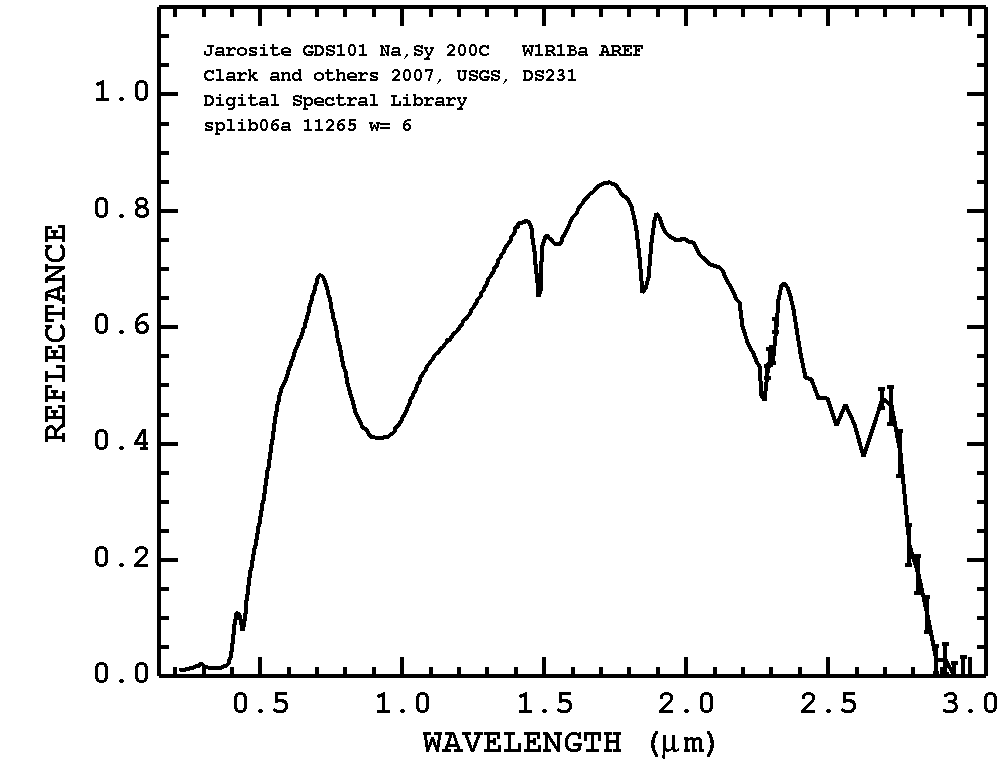 Jarosite GDS101 Na,Sy 200C W1R1Ba AREF
Clark and others 2007, USGS, DS231
Digital Spectral Library
splib06a 11265 w= 6
REFLECTANCE
1.0
0.8
0.6
0.4
0.2
0.0
0.5 1.0 1.5 2.0 2.5 3.0
WAVELENGTH (μm)